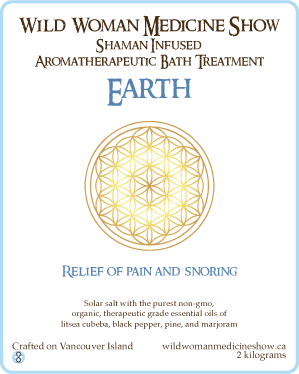 Wild Woman Medicine Show
Shaman Infused
Aromatherapeutic Bath Treatment
Earth
Relief of pain and snoring
Solar salt with the purest non-gmo,
organic, therapeutic grade essential oils of
litsea cubeba, black pepper, pine, and marjoram
Crafted on Vancouver Island
wildwomanmedicineshow.ca
2 kilograms